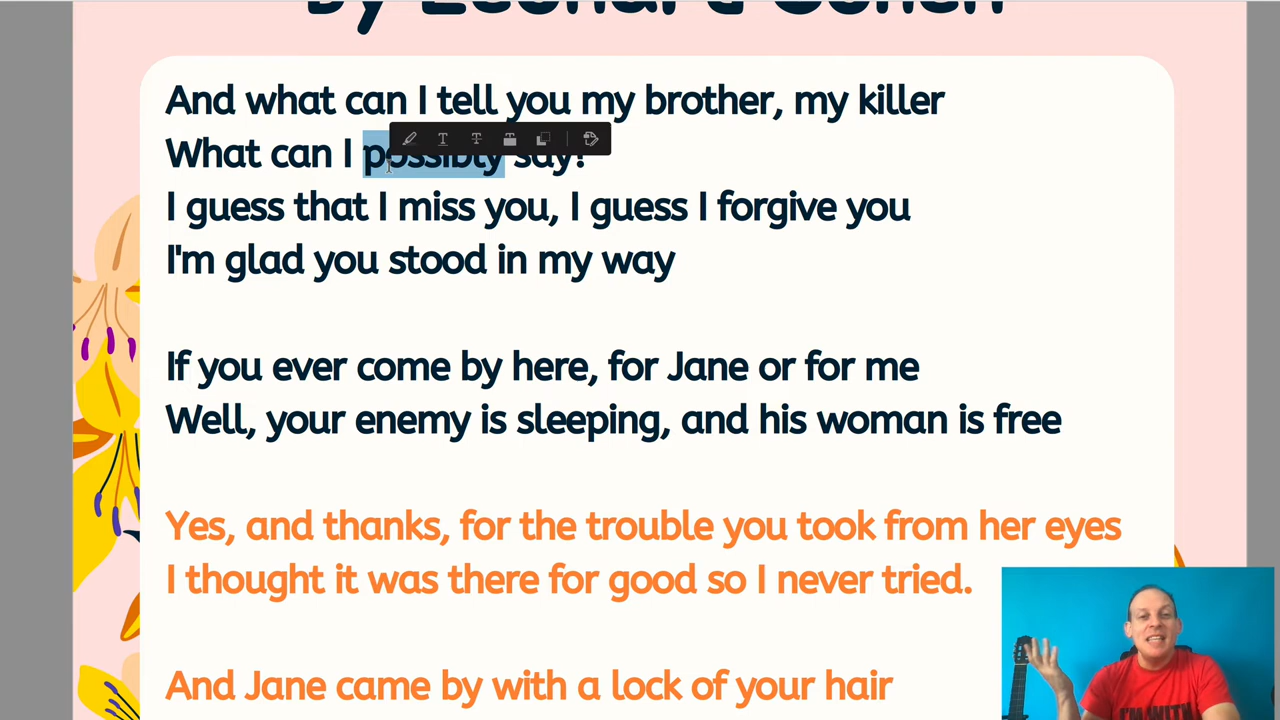 by Leonard Cohen
And what can I tell you my brother, my killer
What can I possibly say?
I guess that I miss you, I guess I forgive you
I'm glad you stood in my way
If you ever come by here, for Jane or for me
Well, your enemy is sleeping, and his woman is free
Yes, and thanks, for the trouble you took from her eyes
I thought it was there for good so I never tried.
And Jane came by with a lock of your hair
I'M WITH